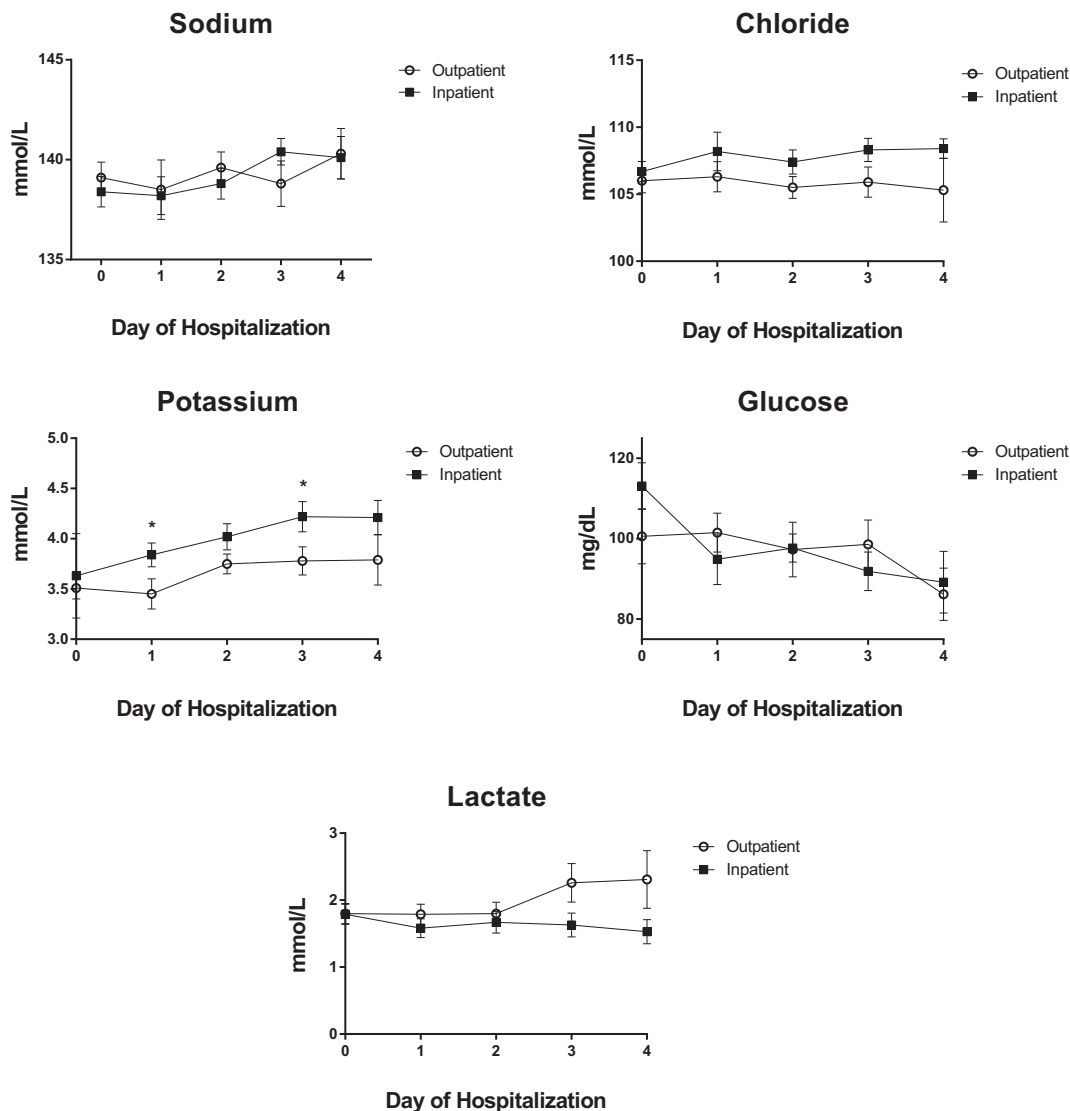 Sodium
145
140
135
mmol/L
Outpatient
Inpatient
0 1 2 3 4
Day of Hospitalization
Chloride
115
110
105
100
mmol/L
Outpatient
Inpatient
0 1 2 3 4
Day of Hospitalization
Potassium
5.0
4.5
4.0
3.5
3.0
mmol/L
* *
Outpatient
Inpatient
0 1 2 3 4
Day of Hospitalization
Glucose
120
100
80
mg/dL
Outpatient
Inpatient
0 1 2 3 4
Day of Hospitalization
Lactate
3
2
1
0
mmol/L
Outpatient
Inpatient
0 1 2 3 4
Day of Hospitalization